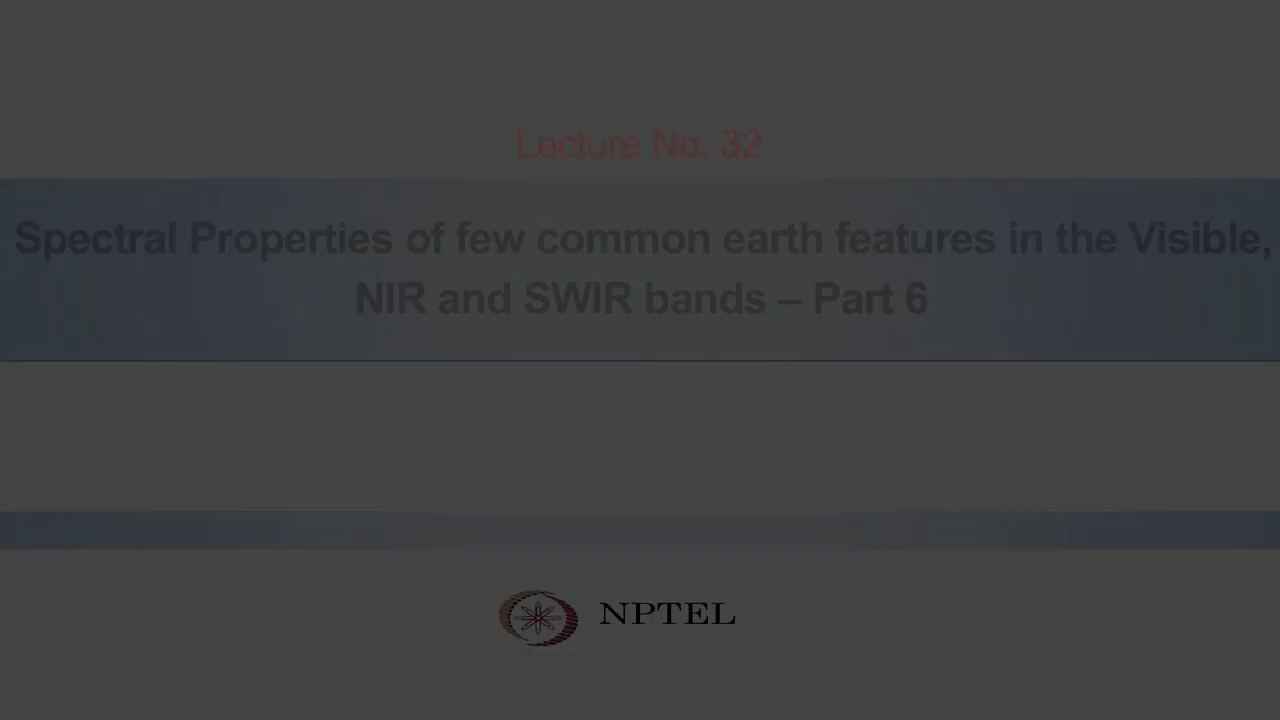 Lecture No. 32
Spectral Properties of few common earth features in the Visible,
NIR and SWIR bands – Part 6
NPTEL